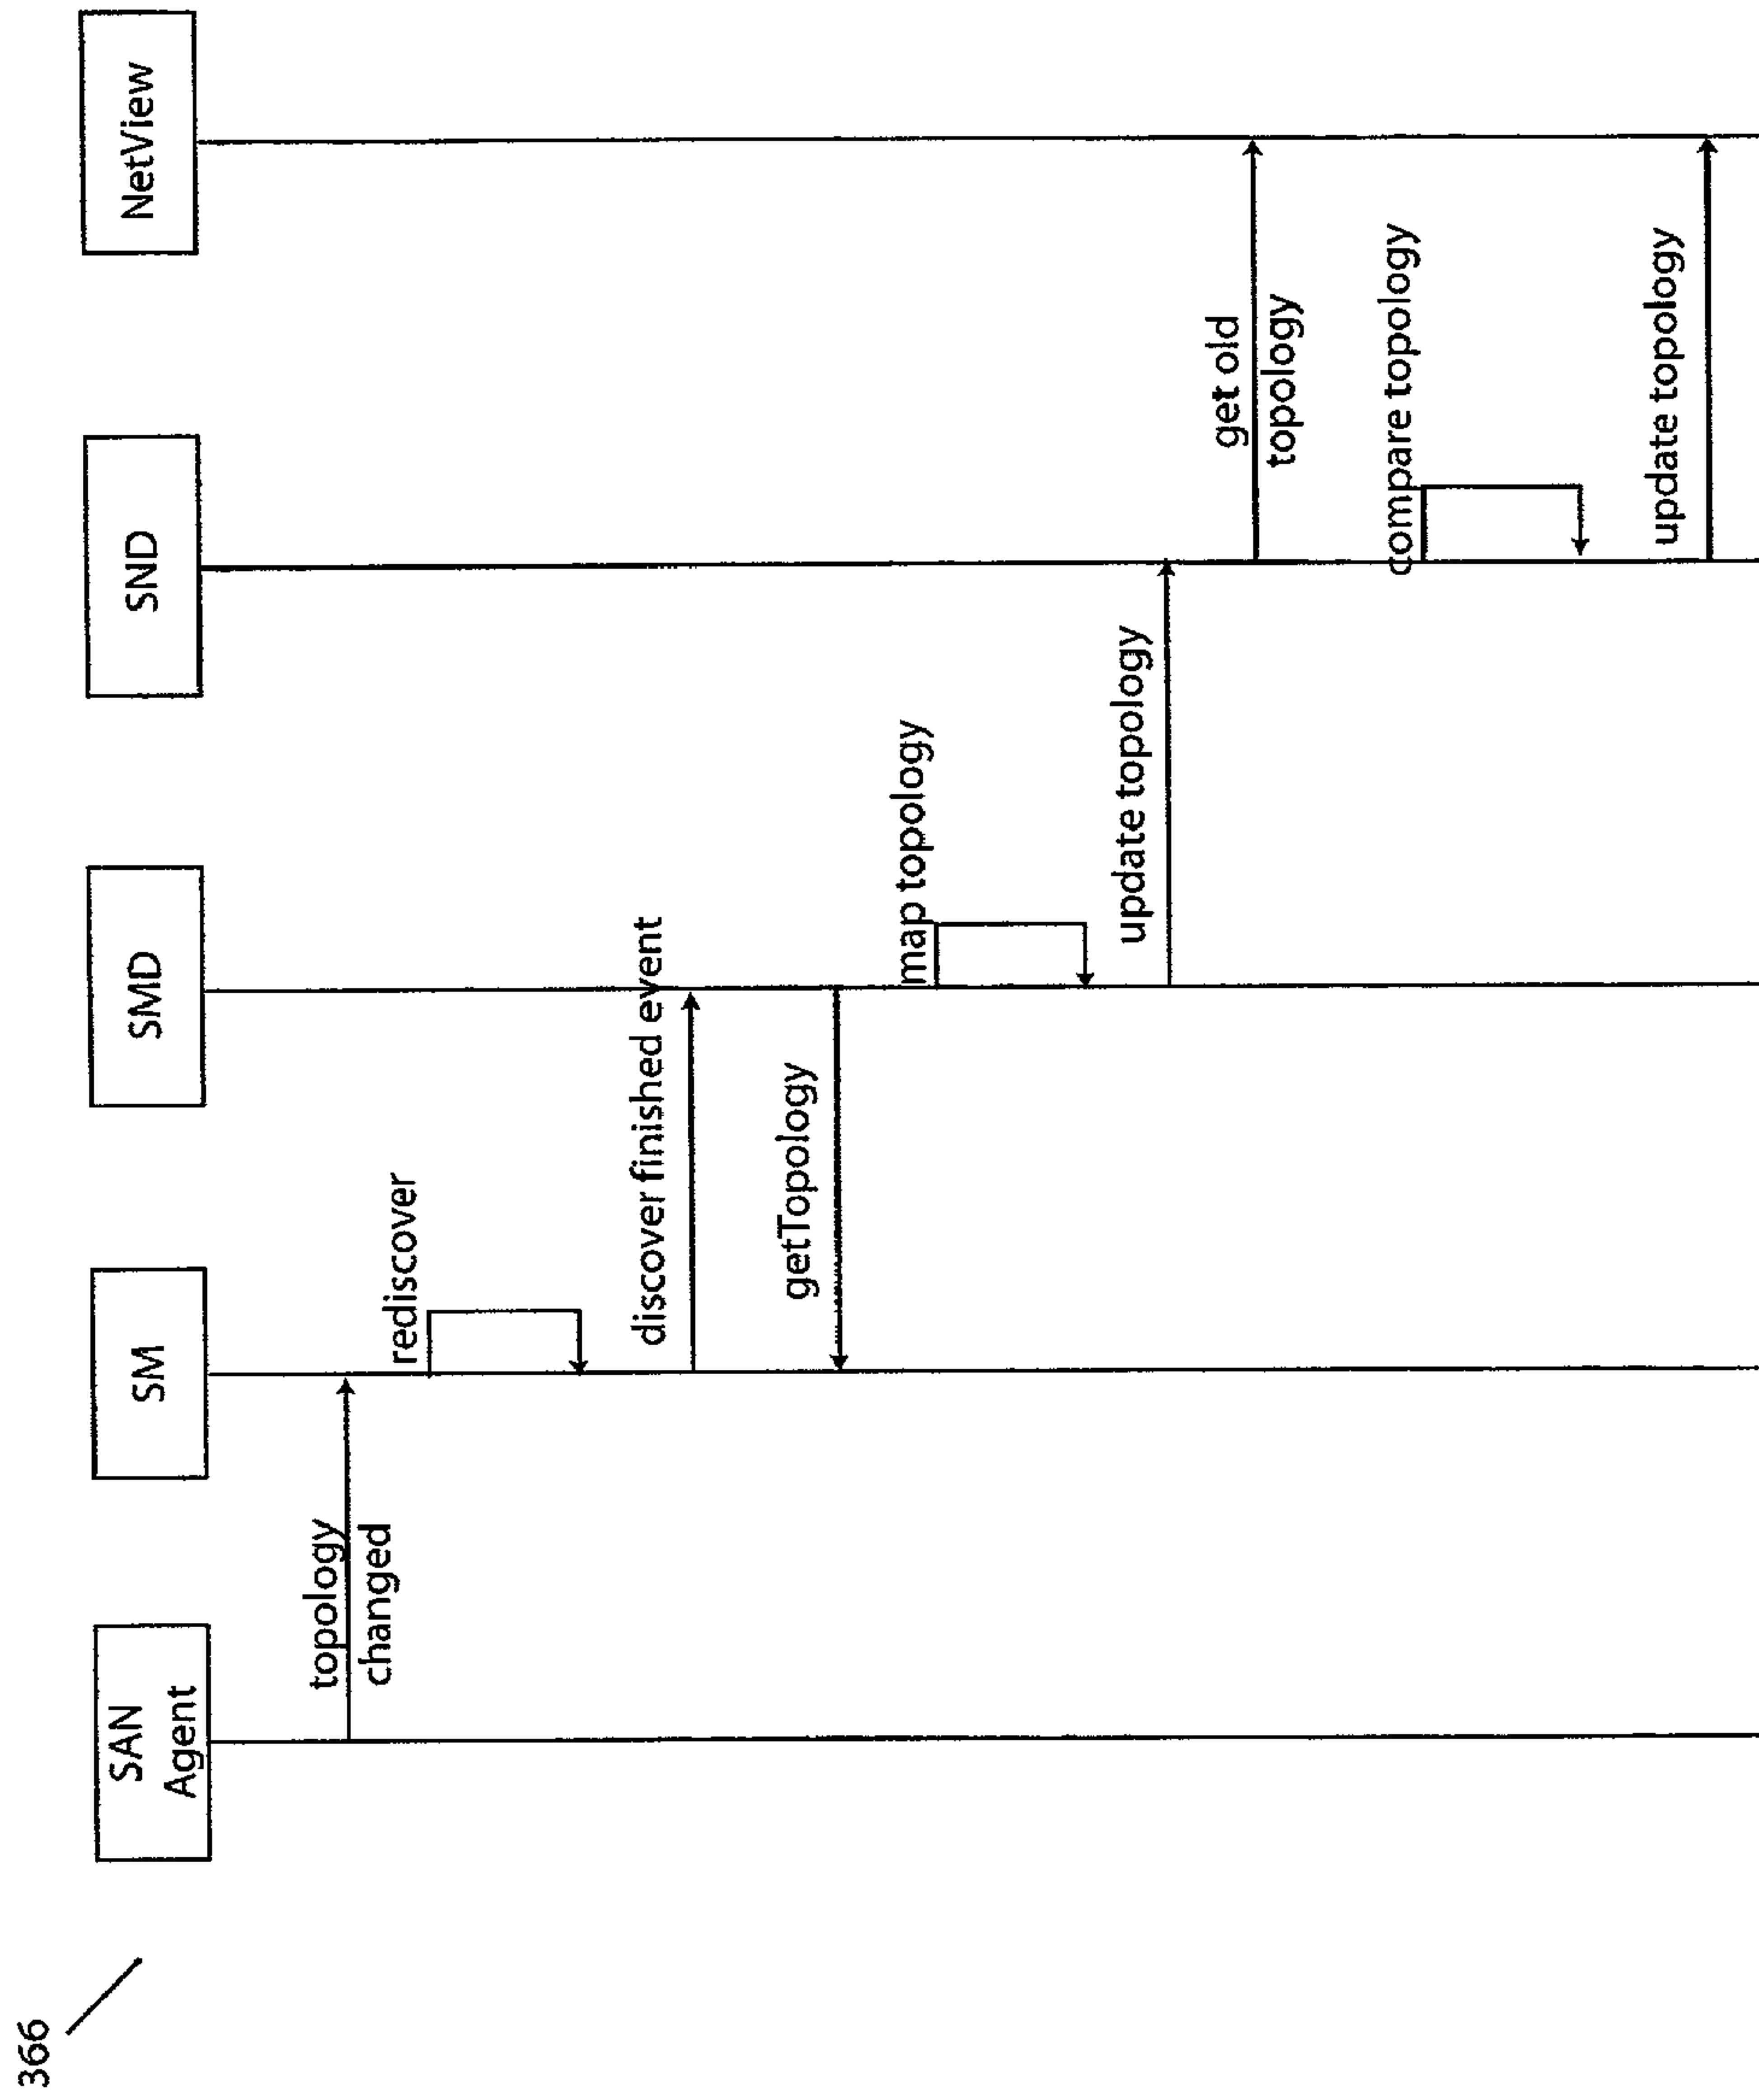 366
SAN
Agent
SM
SMD
SND
NetView
topology
changed
rediscover
discover finished event
getTopology
map topology
update topology
get old
topology
compare topology
update topology